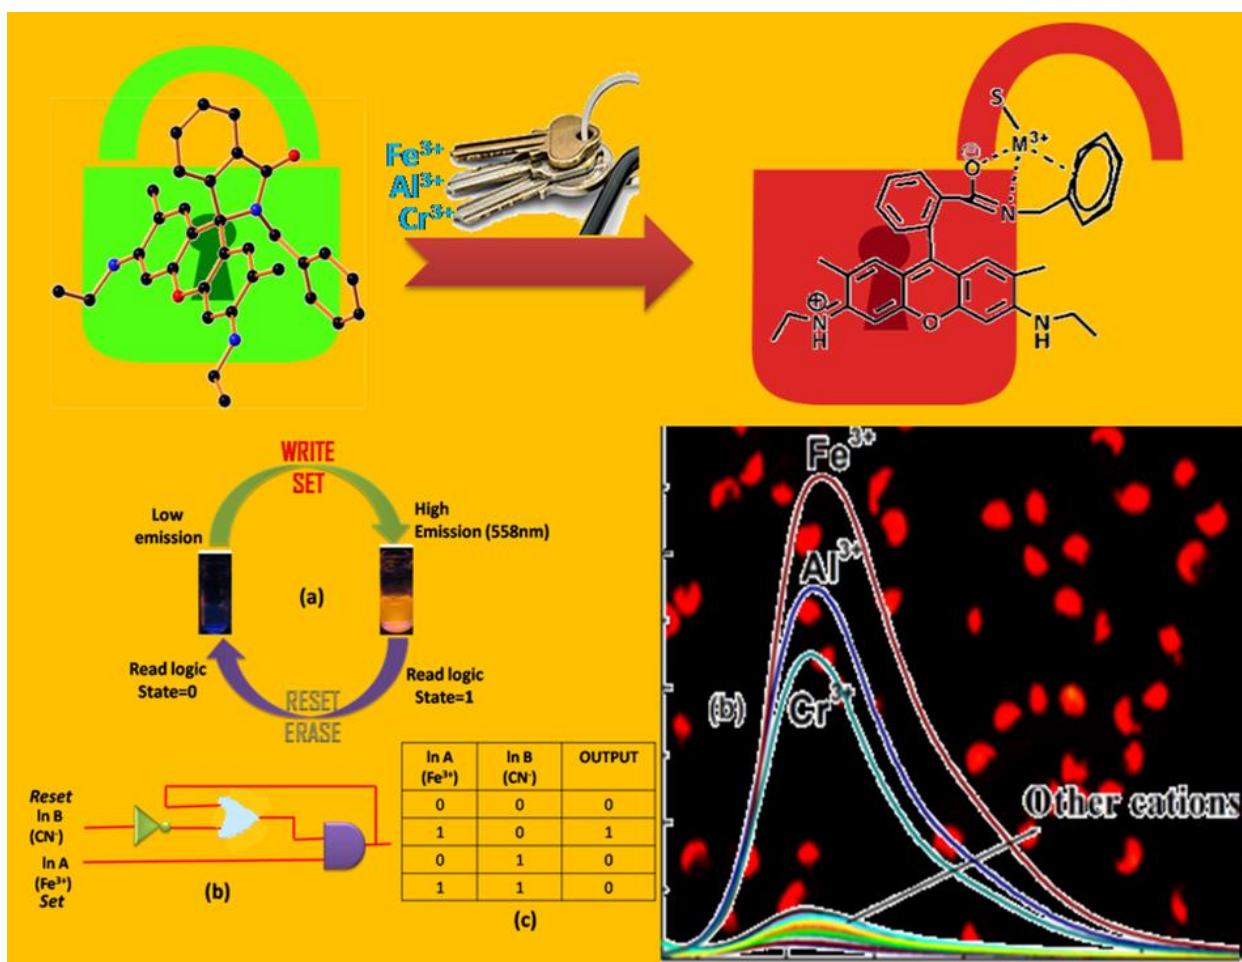 Fe³⁺
Al³⁺
Cr³⁺
S
M³⁺
⊖
O
N
⊕
N
H
O
N
H
WRITE
SET
Low
emission
High
Emission (558nm)
(a)
Read logic
State=0
Read logic
State=1
RESET
ERASE
Reset
In B
(CN⁻)
In A
(Fe³⁺)
Set
(b)
In A (Fe³⁺) In B (CN⁻) OUTPUT
0 0 0
1 0 1
0 1 0
1 1 0
(c)
Fe³⁺
Al³⁺
(b)
Cr³⁺
Other cations